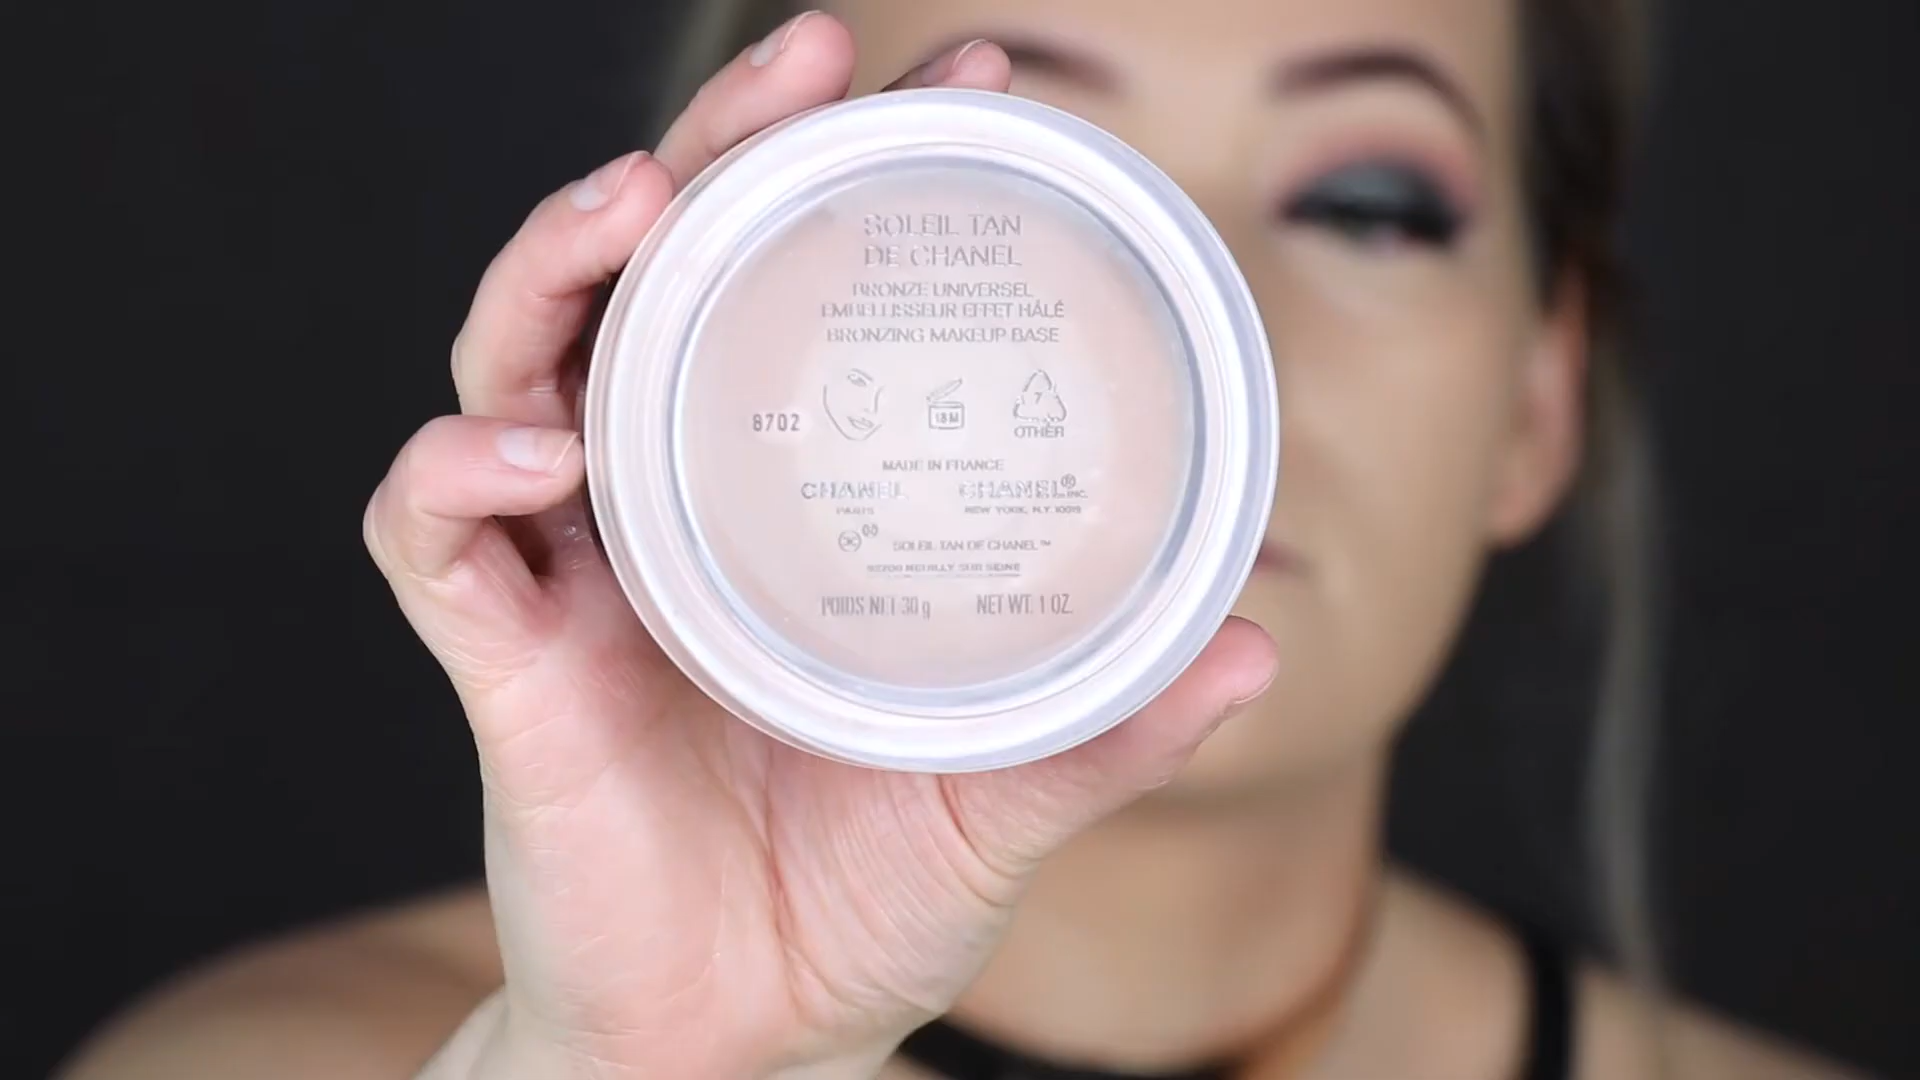 SOLEIL TAN
DE CHANEL
BRONZE UNIVERSEL
EMBELLISSEUR EFFET HÂLÉ
BRONZING MAKEUP BASE
8702
18 M
7
OTHER
MADE IN FRANCE
CHANEL CHANEL® INC.
PARIS NEW YORK, N.Y. 10019
SOLEIL TAN DE CHANEL™
NEUILLY SUR SEINE
POIDS NET 30 g NET WT. 1 OZ.